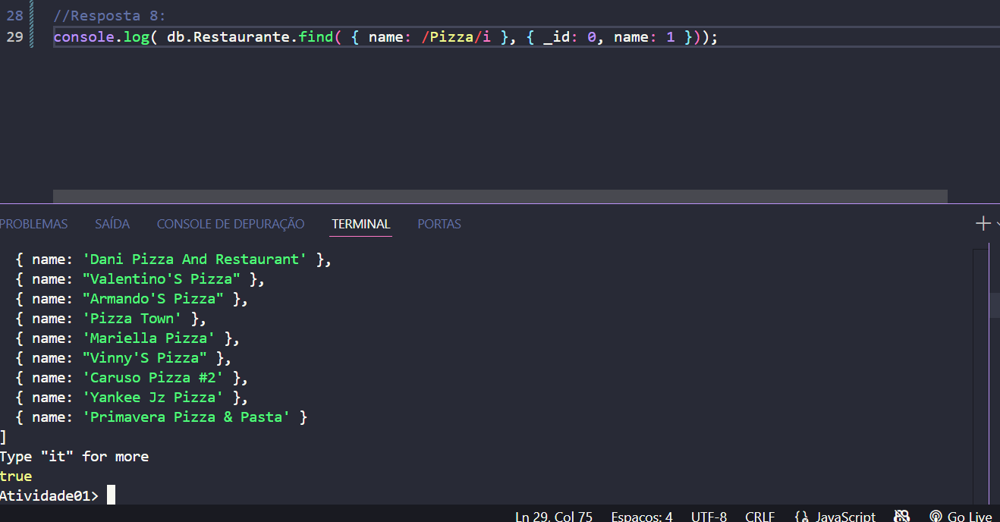 28 //Resposta 8:
29 console.log( db.Restaurante.find( { name: /Pizza/i }, { _id: 0, name: 1 }));
PROBLEMAS SAÍDA CONSOLE DE DEPURAÇÃO TERMINAL PORTAS
{ name: 'Dani Pizza And Restaurant' },
{ name: "Valentino'S Pizza" },
{ name: "Armando'S Pizza" },
{ name: 'Pizza Town' },
{ name: 'Mariella Pizza' },
{ name: "Vinny'S Pizza" },
{ name: 'Caruso Pizza #2' },
{ name: 'Yankee Jz Pizza' },
{ name: 'Primavera Pizza & Pasta' }
]
Type "it" for more
true
Atividade01>
Ln 29, Col 75 Espaços: 4 UTF-8 CRLF {} JavaScript Go Live